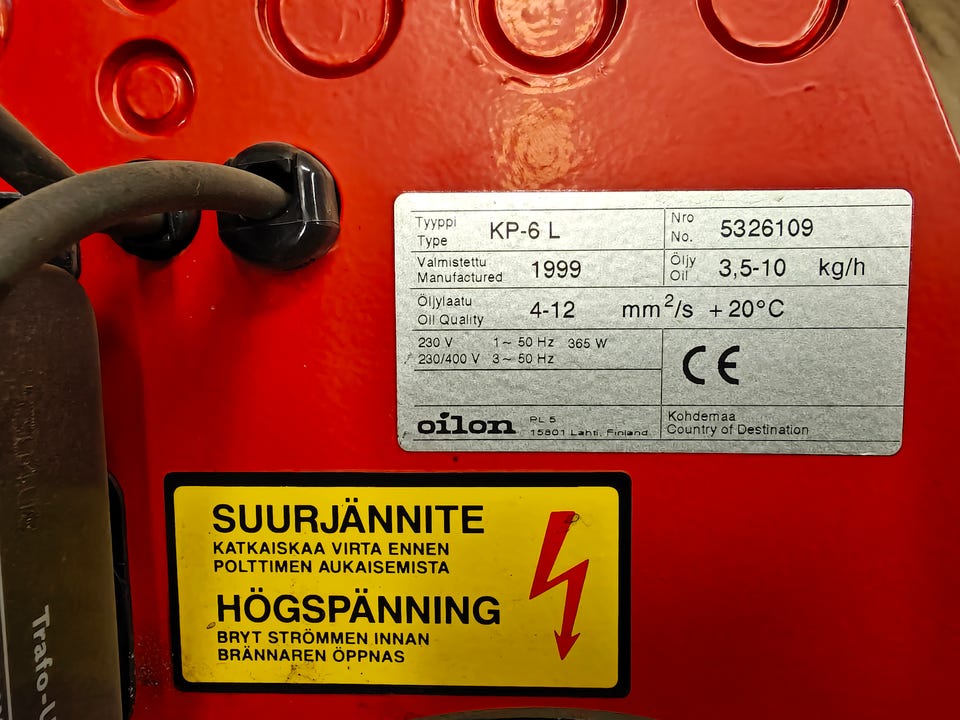 Tyyppi
Type
KP-6 L
Nro
No.
5326109
Valmistettu
Manufactured
1999
Öljy
Oil
3,5-10 kg/h
Öljylaatu
Oil Quality
4-12 mm²/s +20°C
230 V 1~ 50 Hz 365 W
230/400 V 3~ 50 Hz
CE
oilon
PL 5
15801 Lahti, Finland
Kohdemaa
Country of Destination
SUURJÄNNITE
KATKAISKAA VIRTA ENNEN
POLTTIMEN AUKAISEMISTA
HÖGSPÄNNING
BRYT STRÖMMEN INNAN
BRÄNNAREN ÖPPNAS
Trafo-